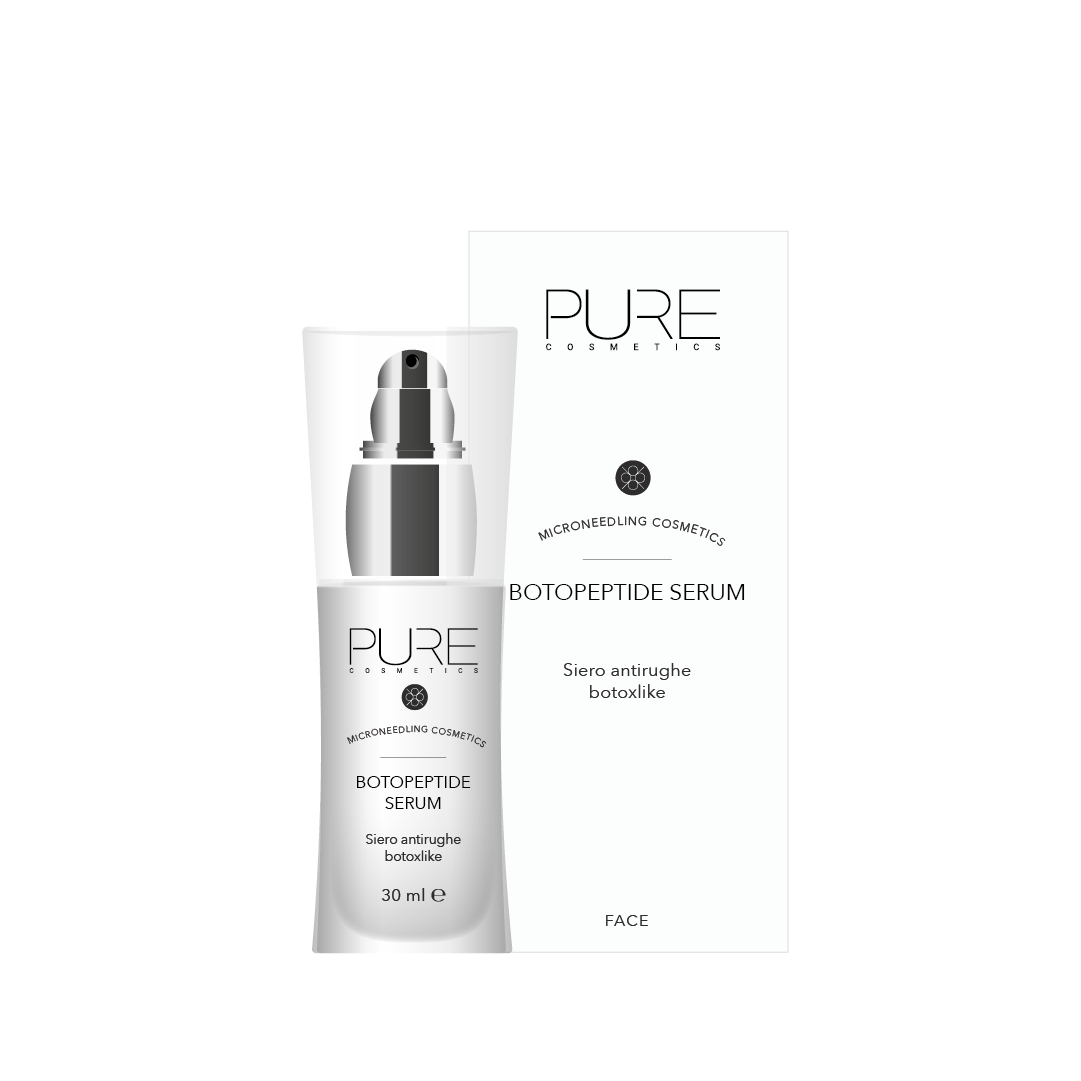 PURE
COSMETICS
MICRONEEDLING COSMETICS
BOTOPEPTIDE SERUM
Siero antirughe
botoxlike
FACE
PURE
COSMETICS
MICRONEEDLING COSMETICS
BOTOPEPTIDE
SERUM
Siero antirughe
botoxlike
30 ml ℮